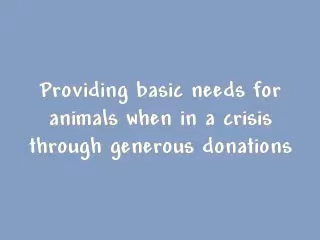 Providing basic needs for
animals when in a crisis
through generous donations